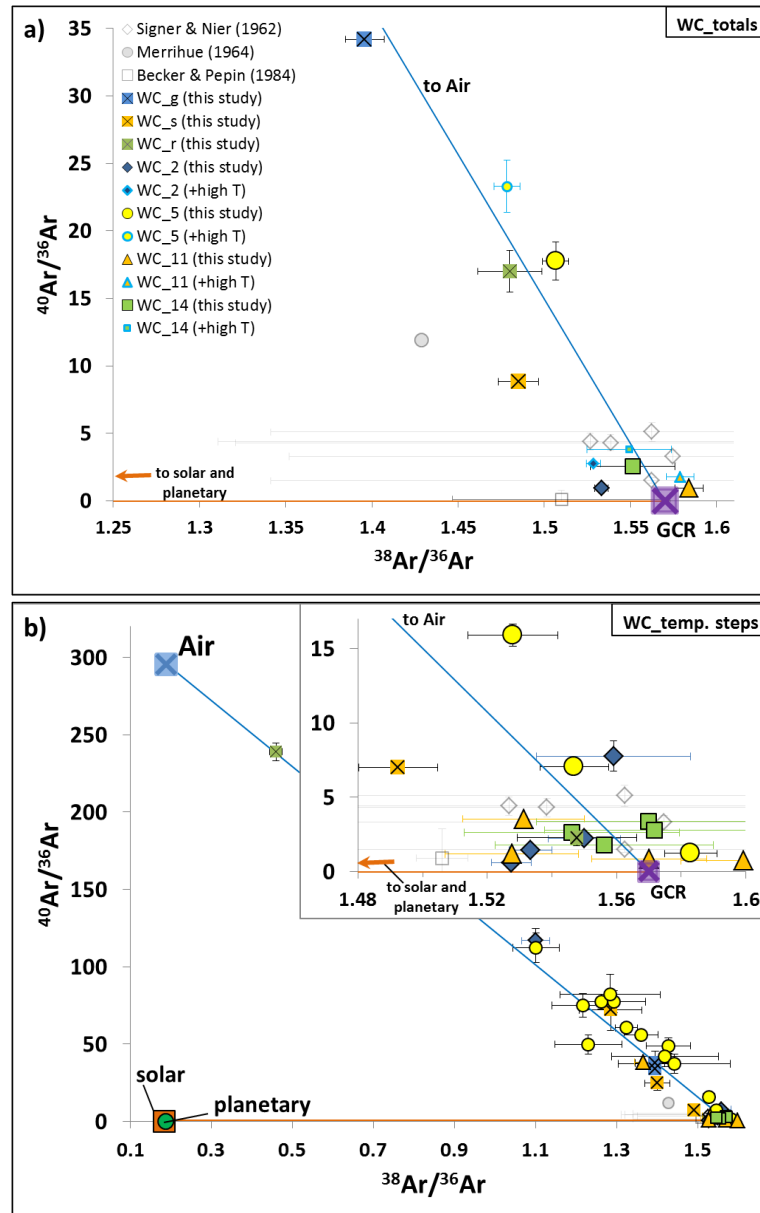 a)
WC_totals
Signer & Nier (1962)
Merrihue (1964)
Becker & Pepin (1984)
WC_g (this study)
WC_s (this study)
WC_r (this study)
WC_2 (this study)
WC_2 (+high T)
WC_5 (this study)
WC_5 (+high T)
WC_11 (this study)
WC_11 (+high T)
WC_14 (this study)
WC_14 (+high T)
to Air
35
30
25
20
15
10
5
0
⁴⁰Ar/³⁶Ar
to solar and
planetary
GCR
1.25 1.3 1.35 1.4 1.45 1.5 1.55 1.6
³⁸Ar/³⁶Ar
b)
WC_temp. steps
Air
to Air
300
250
200
150
100
50
0
⁴⁰Ar/³⁶Ar
15
10
5
0
to solar and
planetary
GCR
1.48 1.52 1.56 1.6
solar
planetary
0.1 0.3 0.5 0.7 0.9 1.1 1.3 1.5
³⁸Ar/³⁶Ar